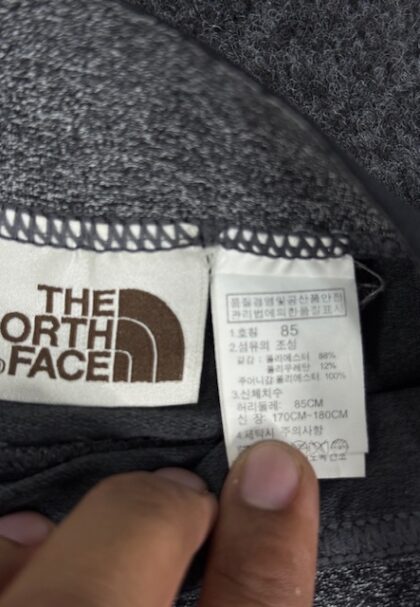 THE
ORTH
FACE
품질경영및공산품안전
관리법에의한품질표시
1.호칭 85
2.섬유의 조성
겉감 : 폴리에스터 88%
폴리우레탄 12%
주머니감 폴리에스터 100%
3.신체치수
허리둘레: 85CM
신 장: 170CM~180CM
4.세탁시 주의사항